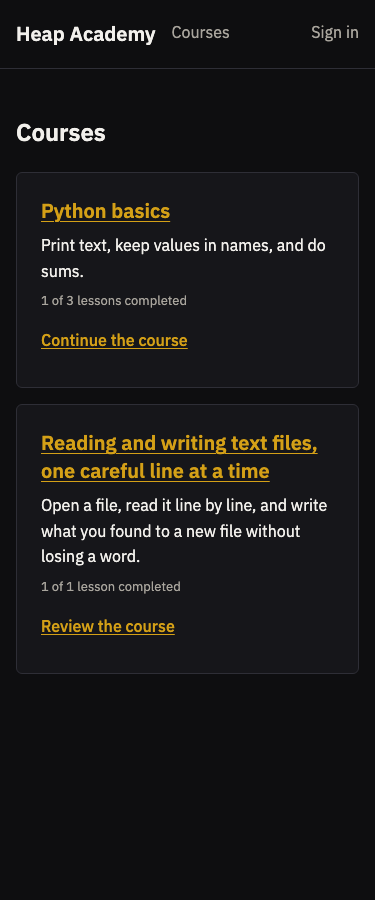 Heap Academy Courses Sign in
Courses
Python basics
Print text, keep values in names, and do
sums.
1 of 3 lessons completed
Continue the course
Reading and writing text files,
one careful line at a time
Open a file, read it line by line, and write
what you found to a new file without
losing a word.
1 of 1 lesson completed
Review the course